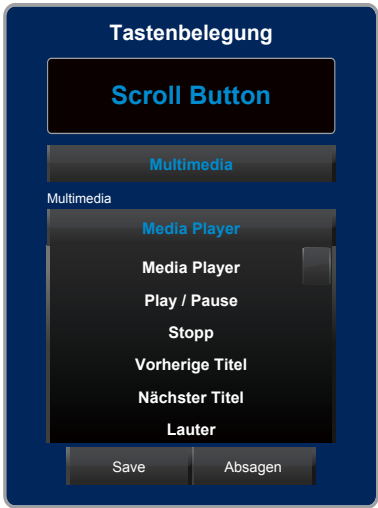 Tastenbelegung
Scroll Button
Multimedia
Multimedia
Media Player
Media Player
Play / Pause
Stopp
Vorherige Titel
Nächster Titel
Lauter
Save Absagen